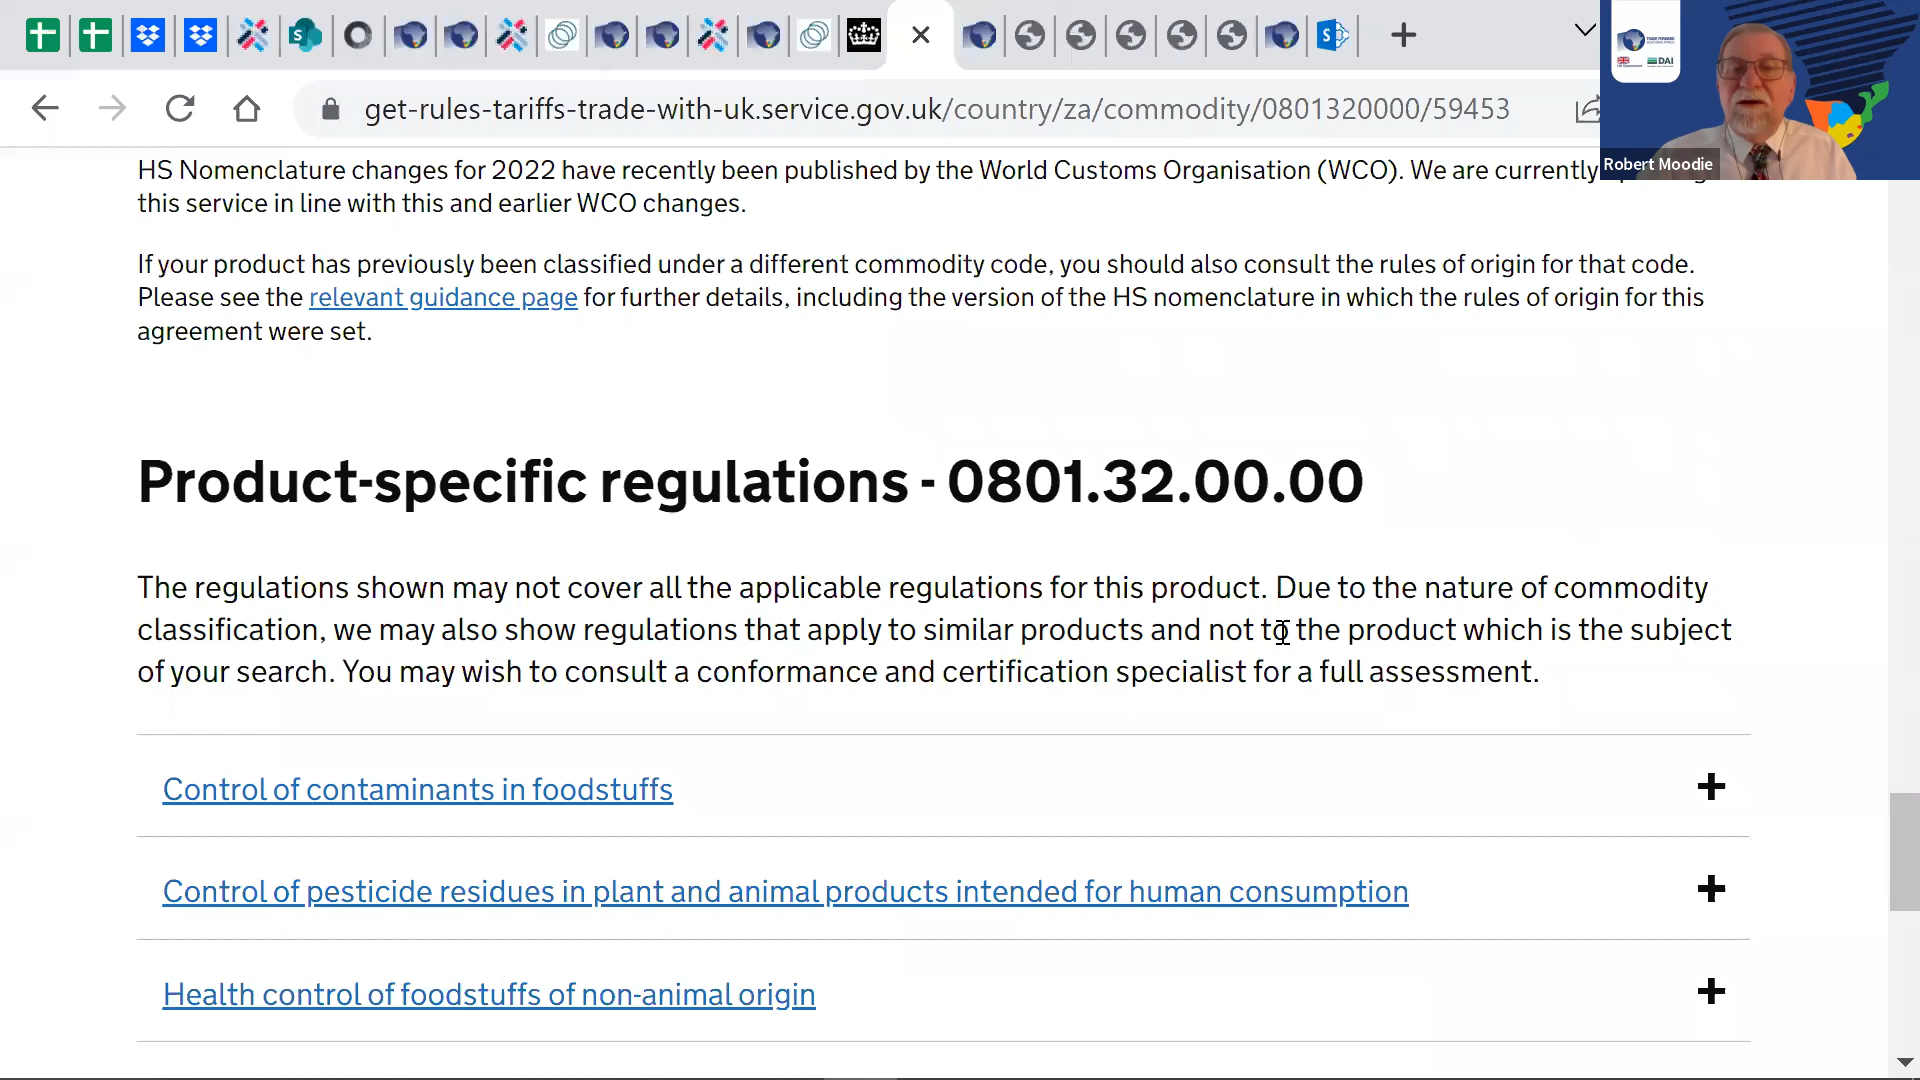 get-rules-tariffs-trade-with-uk.service.gov.uk/country/za/commodity/0801320000/59453
DAI
Robert Moodie
HS Nomenclature changes for 2022 have recently been published by the World Customs Organisation (WCO). We are currently
this service in line with this and earlier WCO changes.
If your product has previously been classified under a different commodity code, you should also consult the rules of origin for that code.
Please see the relevant guidance page for further details, including the version of the HS nomenclature in which the rules of origin for this
agreement were set.
Product-specific regulations - 0801.32.00.00
The regulations shown may not cover all the applicable regulations for this product. Due to the nature of commodity
classification, we may also show regulations that apply to similar products and not to the product which is the subject
of your search. You may wish to consult a conformance and certification specialist for a full assessment.
Control of contaminants in foodstuffs
Control of pesticide residues in plant and animal products intended for human consumption
Health control of foodstuffs of non-animal origin